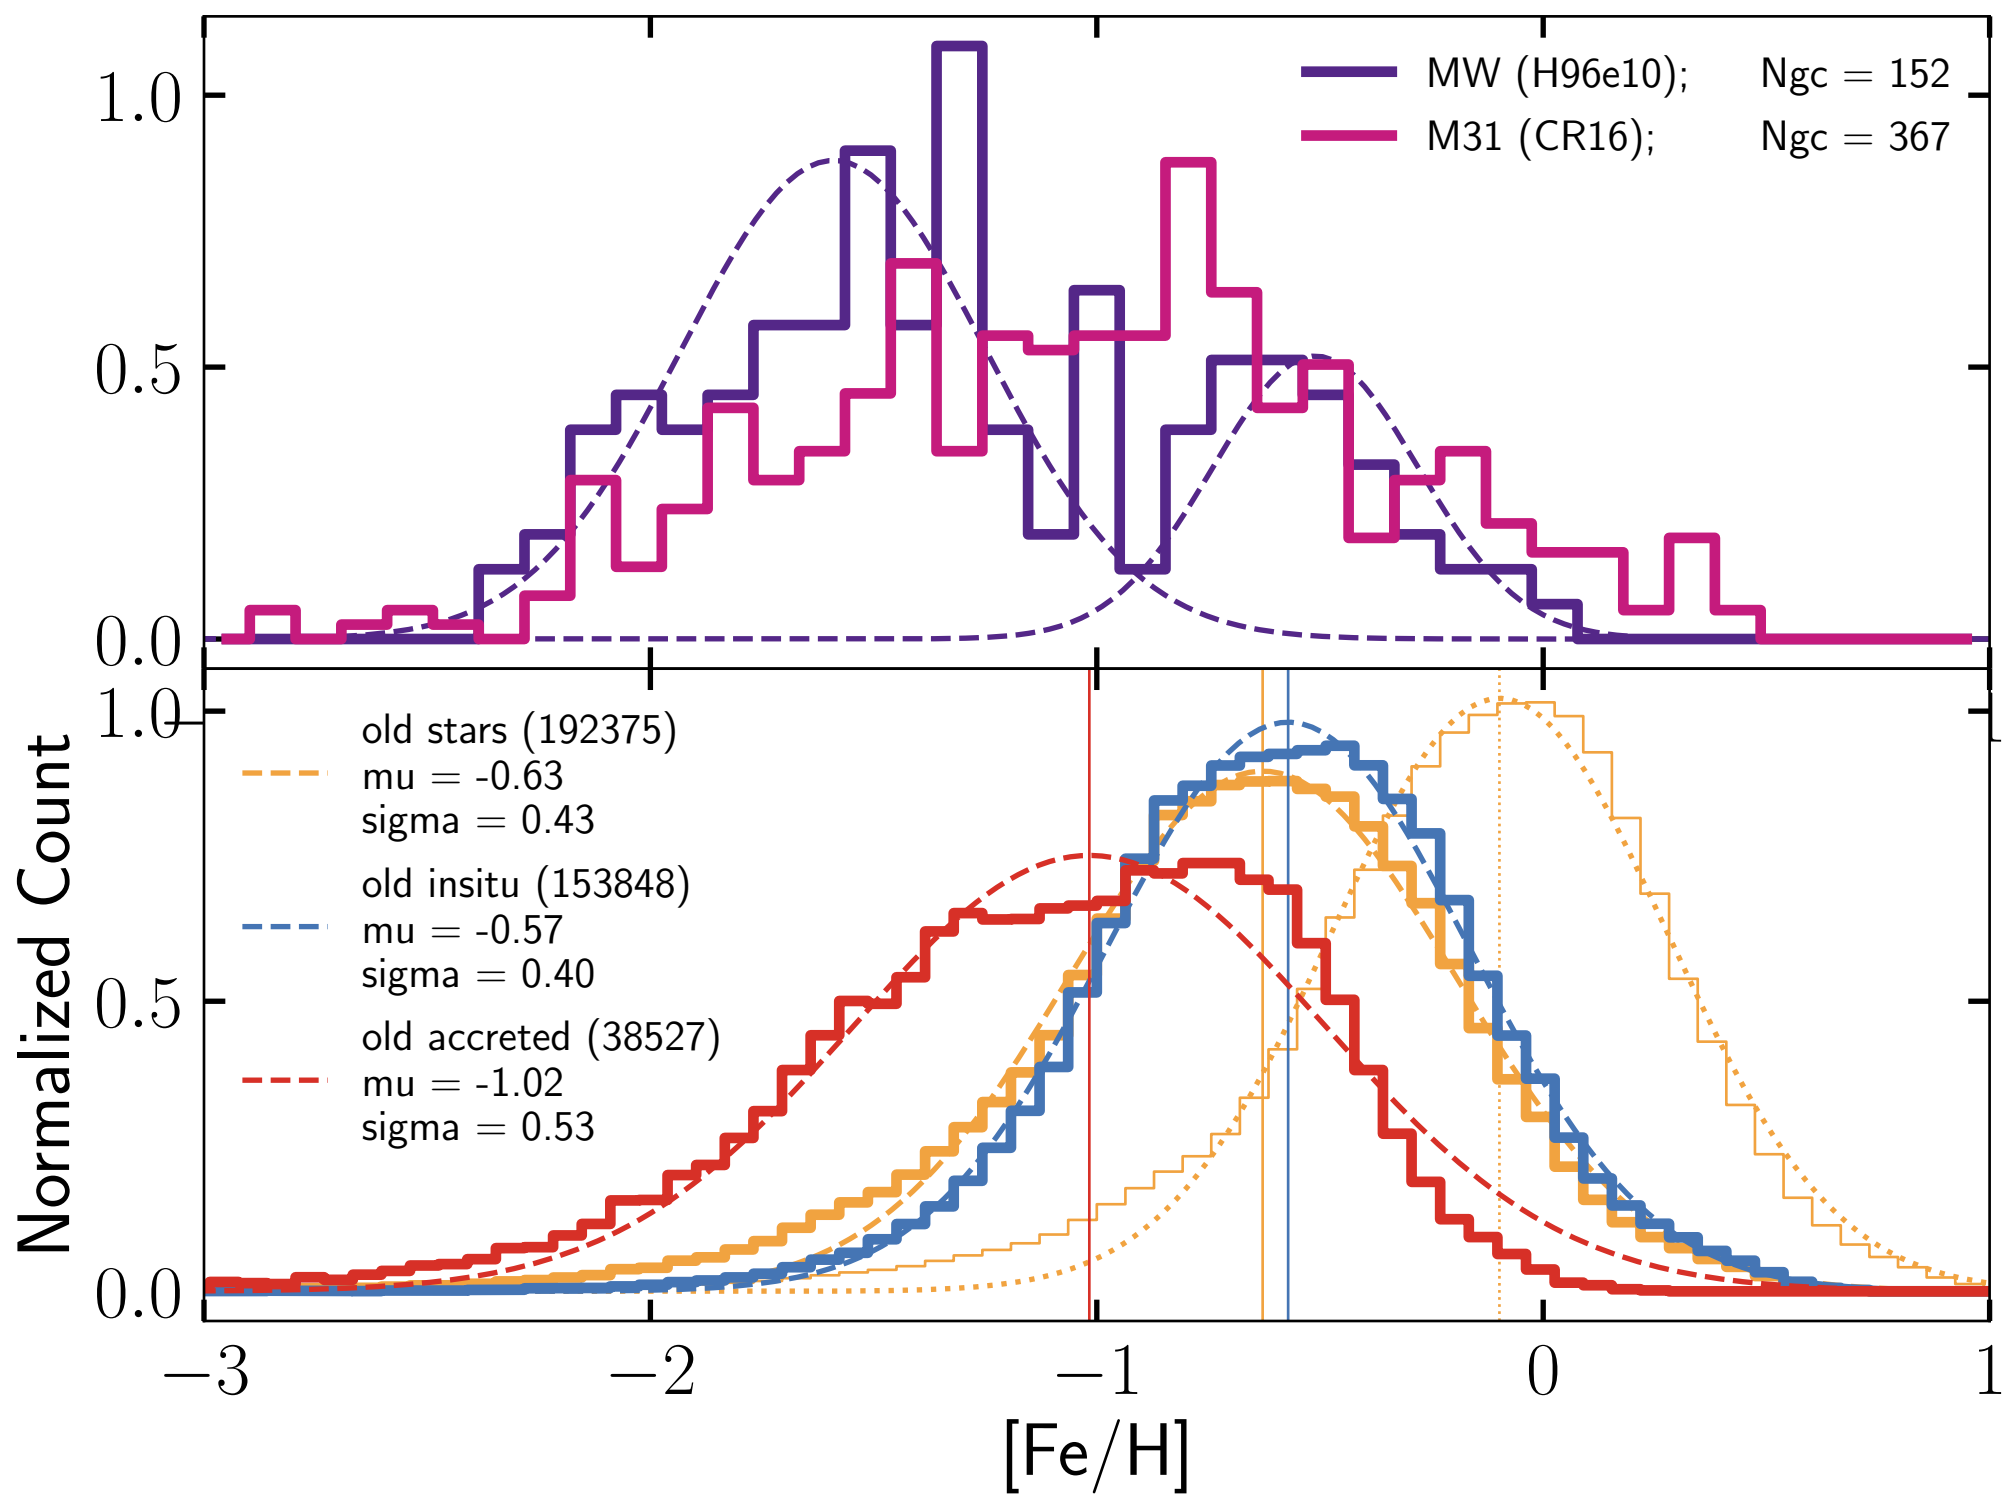 1.0
0.5
0.0
MW (H96e10); Ngc = 152
M31 (CR16); Ngc = 367
Normalized Count
1.0
0.5
0.0
old stars (192375)
mu = -0.63
sigma = 0.43
old insitu (153848)
mu = -0.57
sigma = 0.40
old accreted (38527)
mu = -1.02
sigma = 0.53
−3 −2 −1 0 1
[Fe/H]